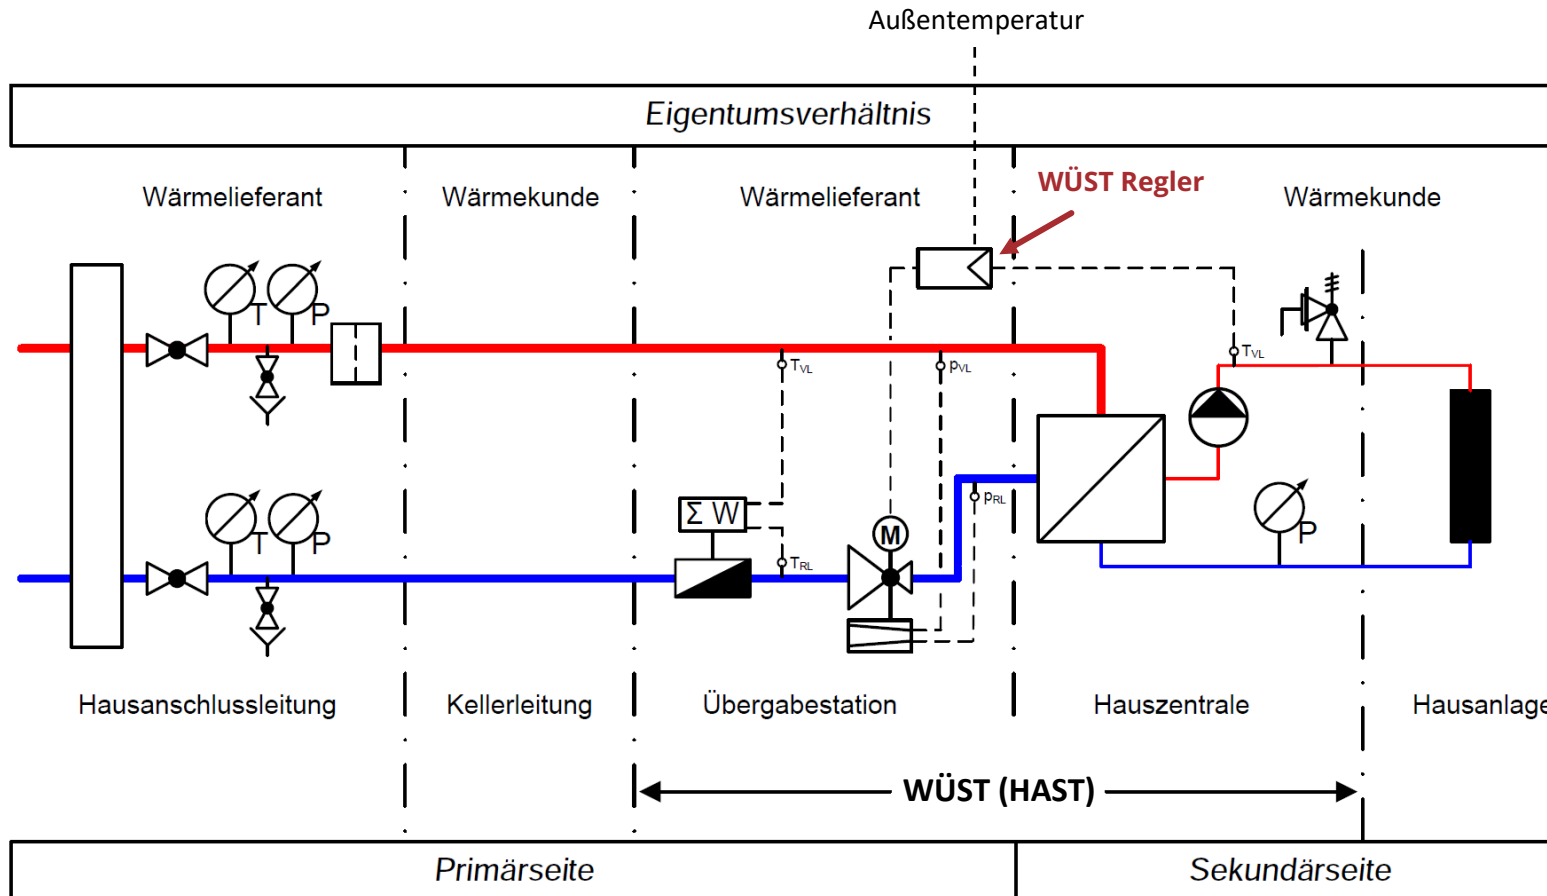 Außentemperatur
Eigentumsverhältnis
Wärmelieferant
Wärmekunde
Wärmelieferant
WÜST Regler
Wärmekunde
T
P
TVL
pVL
TVL
T
P
Σ W
TRL
M
pRL
P
Hausanschlussleitung
Kellerleitung
Übergabestation
Hauszentrale
Hausanlage
WÜST (HAST)
Primärseite
Sekundärseite